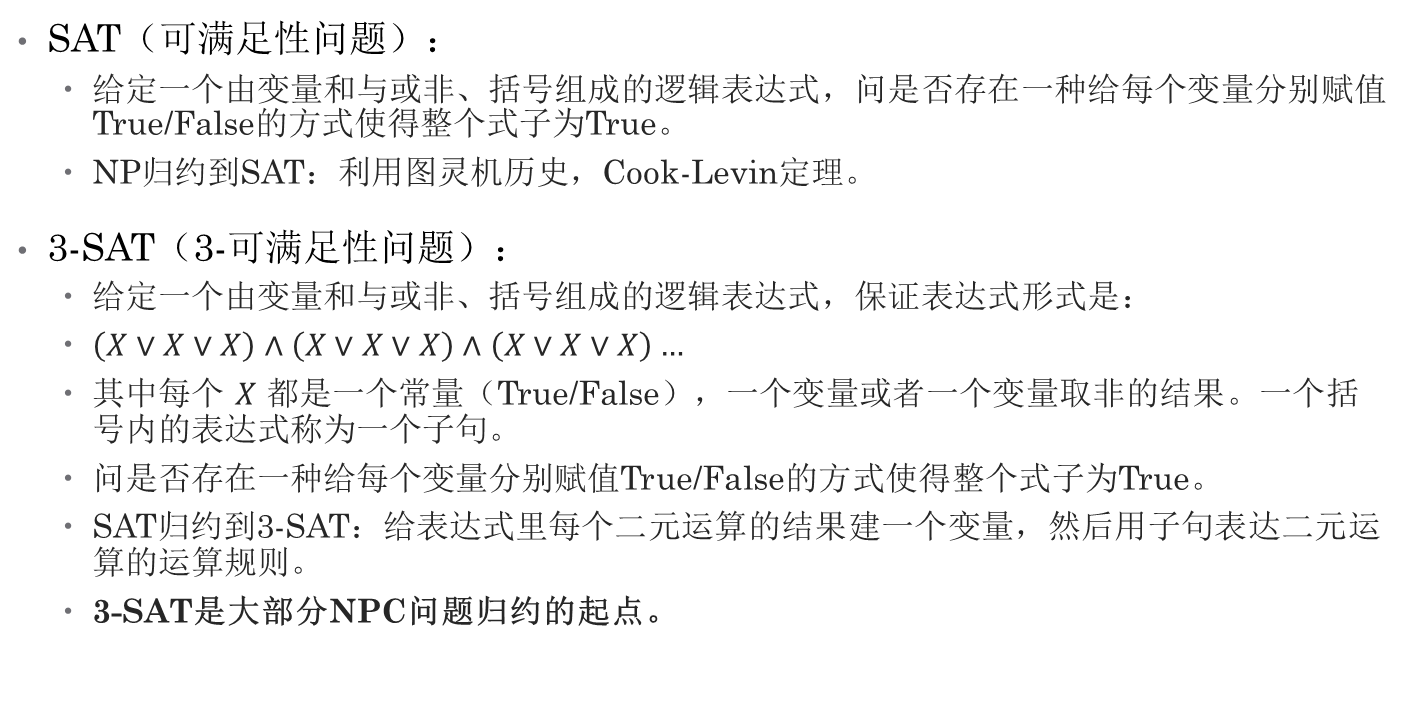 • SAT（可满足性问题）：
• 给定一个由变量和与或非、括号组成的逻辑表达式，问是否存在一种给每个变量分别赋值
True/False的方式使得整个式子为True。
• NP归约到SAT：利用图灵机历史，Cook-Levin定理。
• 3-SAT（3-可满足性问题）：
• 给定一个由变量和与或非、括号组成的逻辑表达式，保证表达式形式是：
• (X ∨ X ∨ X) ∧ (X ∨ X ∨ X) ∧ (X ∨ X ∨ X) …
• 其中每个 X 都是一个常量（True/False），一个变量或者一个变量取非的结果。一个括
号内的表达式称为一个子句。
• 问是否存在一种给每个变量分别赋值True/False的方式使得整个式子为True。
• SAT归约到3-SAT：给表达式里每个二元运算的结果建一个变量，然后用子句表达二元运
算的运算规则。
• 3-SAT是大部分NPC问题归约的起点。